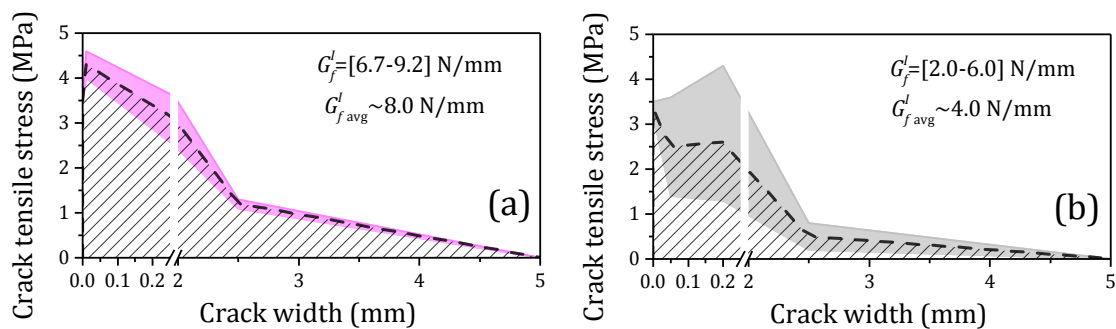 Crack tensile stress (MPa)
5
4
3
2
1
0
G_f^I=[6.7-9.2] N/mm
G_{f avg}^I~8.0 N/mm
(a)
0.0 0.1 0.2 2 3 4 5
Crack width (mm)
Crack tensile stress (MPa)
5
4
3
2
1
0
G_f^I=[2.0-6.0] N/mm
G_{f avg}^I~4.0 N/mm
(b)
0.0 0.1 0.2 2 3 4 5
Crack width (mm)